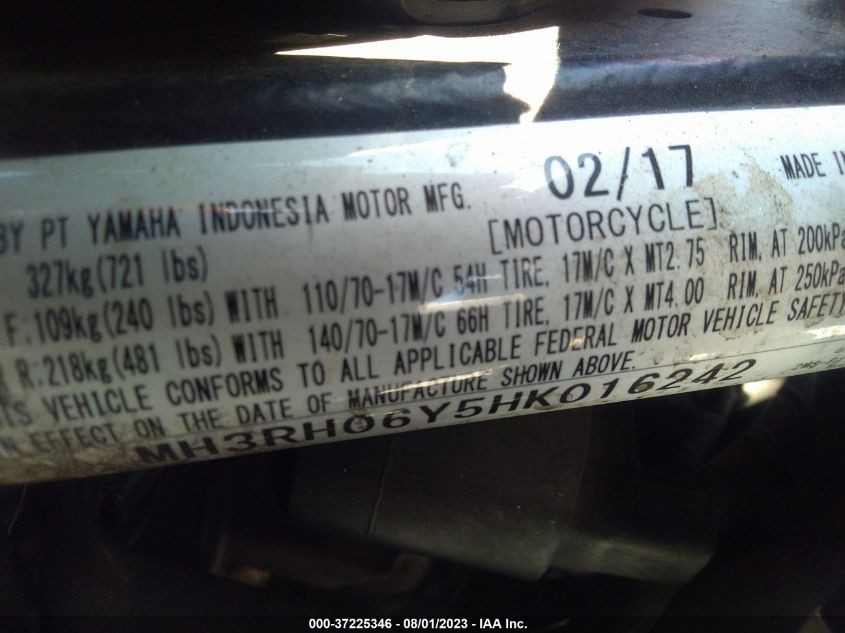 BY PT YAMAHA INDONESIA MOTOR MFG. 02/17 MADE IN
327kg(721 lbs) [MOTORCYCLE]
F:109kg(240 lbs) WITH 110/70-17M/C 54H TIRE, 17M/C X MT2.75 RIM, AT 200kPa
R:218kg(481 lbs) WITH 140/70-17M/C 66H TIRE, 17M/C X MT4.00 RIM, AT 250kPa
VEHICLE CONFORMS TO ALL APPLICABLE FEDERAL MOTOR VEHICLE SAFETY
EFFECT ON THE DATE OF MANUFACTURE SHOWN ABOVE.
MH3RH06Y5HK016242
000-37225346 - 08/01/2023 - IAA Inc.